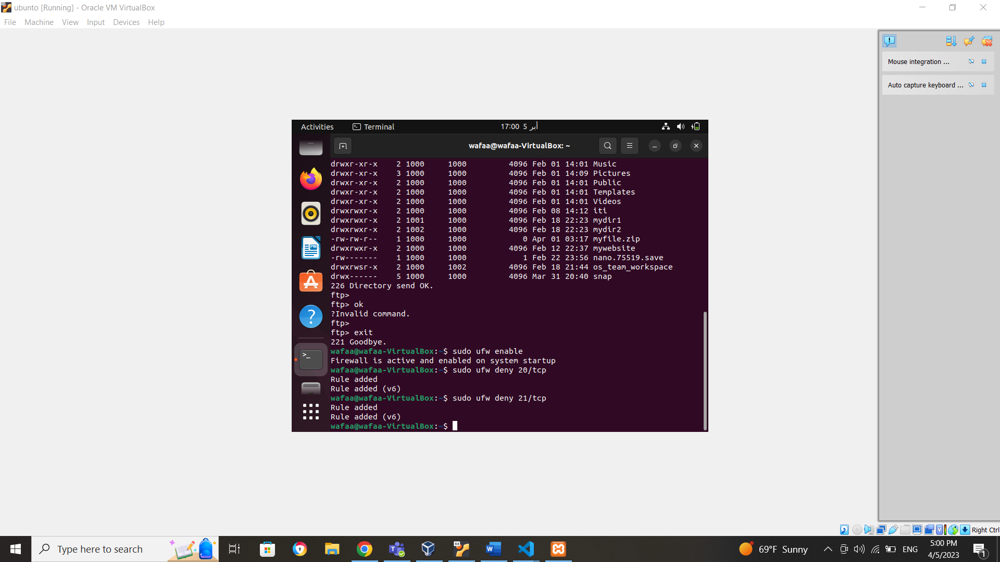 ubunto [Running] - Oracle VM VirtualBox
File Machine View Input Devices Help
Mouse integration ...
Auto capture keyboard ...
Activities Terminal 17:00 5 أبر
wafaa@wafaa-VirtualBox: ~
drwxr-xr-x    2 1000     1000         4096 Feb 01 14:01 Music
drwxr-xr-x    3 1000     1000         4096 Feb 01 14:09 Pictures
drwxr-xr-x    2 1000     1000         4096 Feb 01 14:01 Public
drwxr-xr-x    2 1000     1000         4096 Feb 01 14:01 Templates
drwxr-xr-x    2 1000     1000         4096 Feb 01 14:01 Videos
drwxrwxr-x    2 1000     1000         4096 Feb 08 14:12 iti
drwxrwxr-x    2 1001     1000         4096 Feb 18 22:23 mydir1
drwxrwxr-x    2 1002     1000         4096 Feb 18 22:23 mydir2
-rw-rw-r--    1 1000     1000            0 Apr 01 03:17 myfile.zip
drwxrwxr-x    2 1000     1000         4096 Feb 12 22:37 mywebsite
-rw-------    1 1000     1000            1 Feb 22 23:56 nano.75519.save
drwxrwsr-x    2 1000     1002         4096 Feb 18 21:44 os_team_workspace
drwx------    5 1000     1000         4096 Mar 31 20:40 snap
226 Directory send OK.
ftp>
ftp> ok
?Invalid command.
ftp>
ftp> exit
221 Goodbye.
wafaa@wafaa-VirtualBox:~$ sudo ufw enable
Firewall is active and enabled on system startup
wafaa@wafaa-VirtualBox:~$ sudo ufw deny 20/tcp
Rule added
Rule added (v6)
wafaa@wafaa-VirtualBox:~$ sudo ufw deny 21/tcp
Rule added
Rule added (v6)
wafaa@wafaa-VirtualBox:~$
Right Ctrl
Type here to search
69°F Sunny
ENG
5:00 PM
4/5/2023
1